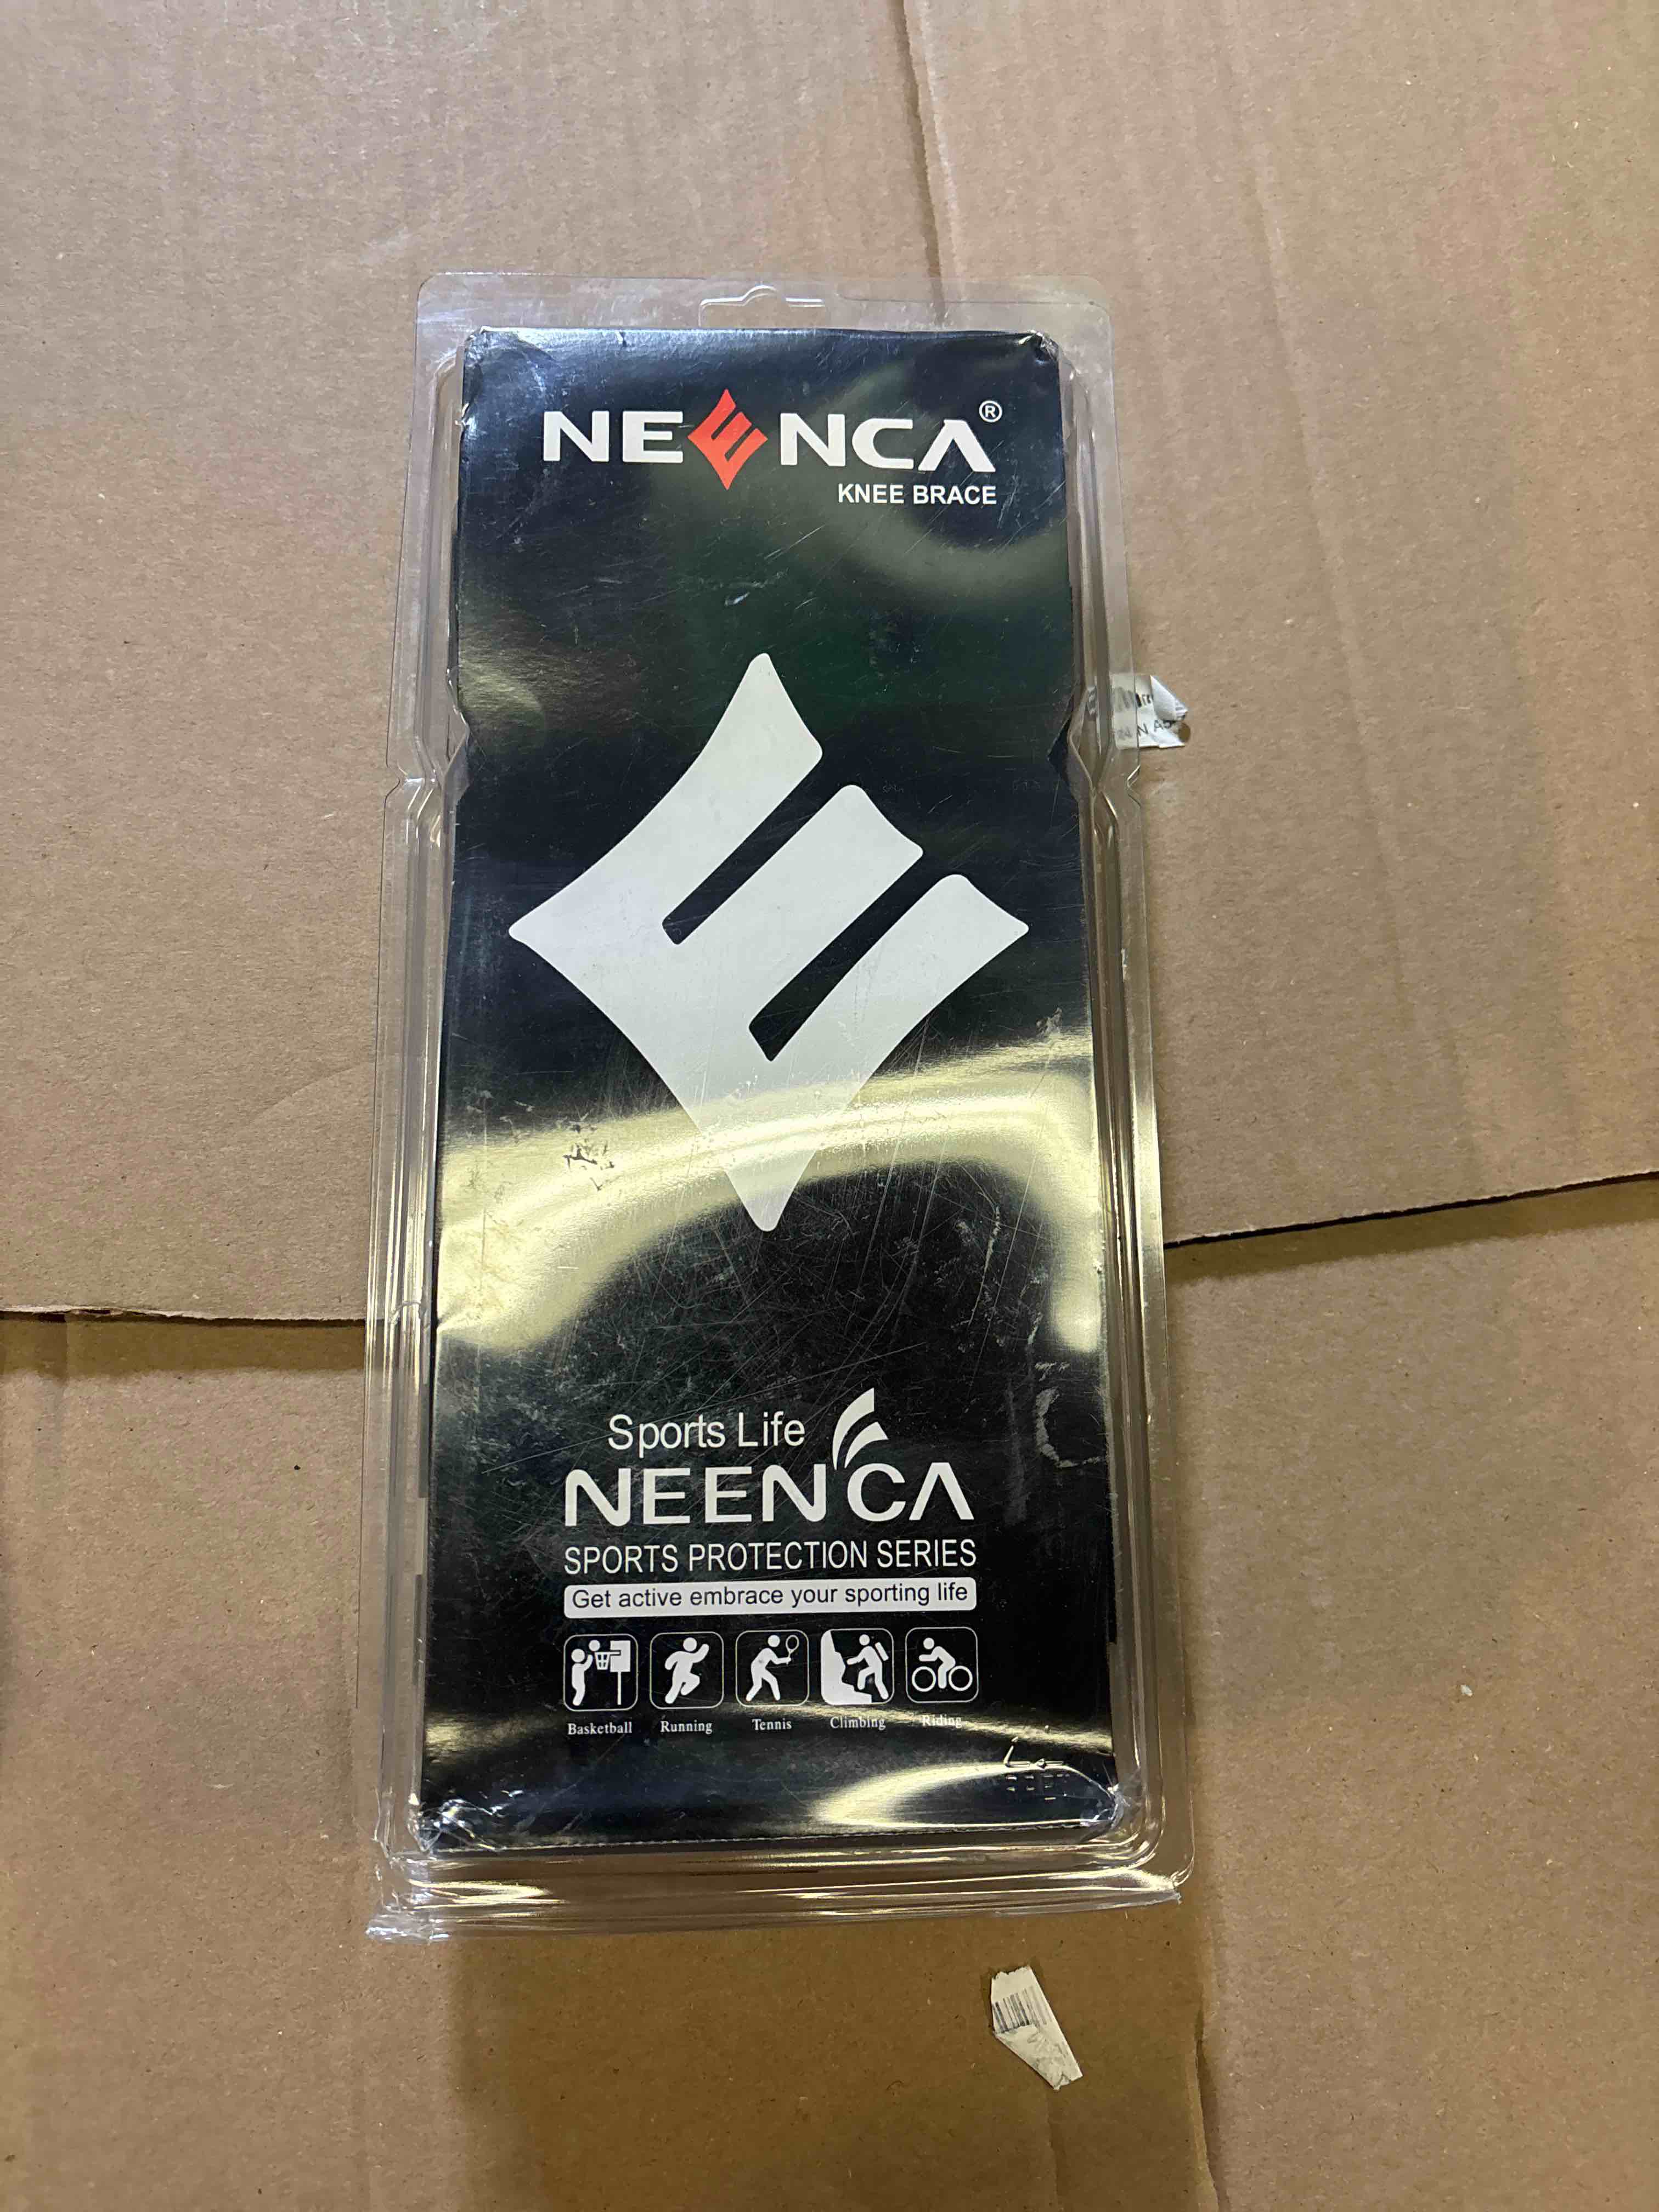 NEENCA®
KNEE BRACE
Sports Life
NEENCA
SPORTS PROTECTION SERIES
Get active embrace your sporting life
Basketball Running Tennis Climbing Riding